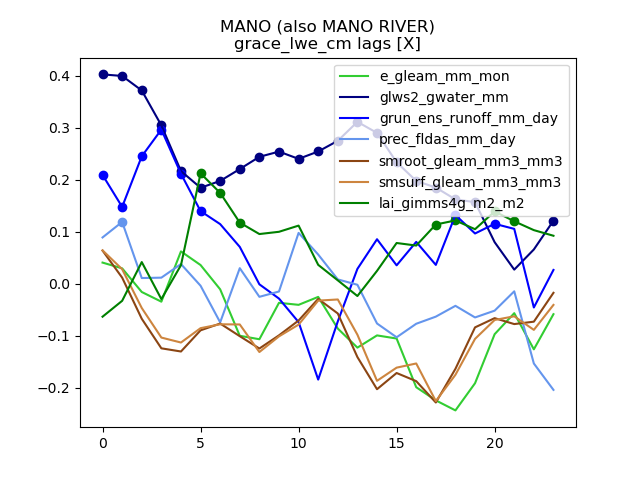 MANO (also MANO RIVER)
grace_lwe_cm lags [X]
e_gleam_mm_mon
glws2_gwater_mm
grun_ens_runoff_mm_day
prec_fldas_mm_day
smroot_gleam_mm3_mm3
smsurf_gleam_mm3_mm3
lai_gimms4g_m2_m2
0.4
0.3
0.2
0.1
0.0
−0.1
−0.2
0
5
10
15
20